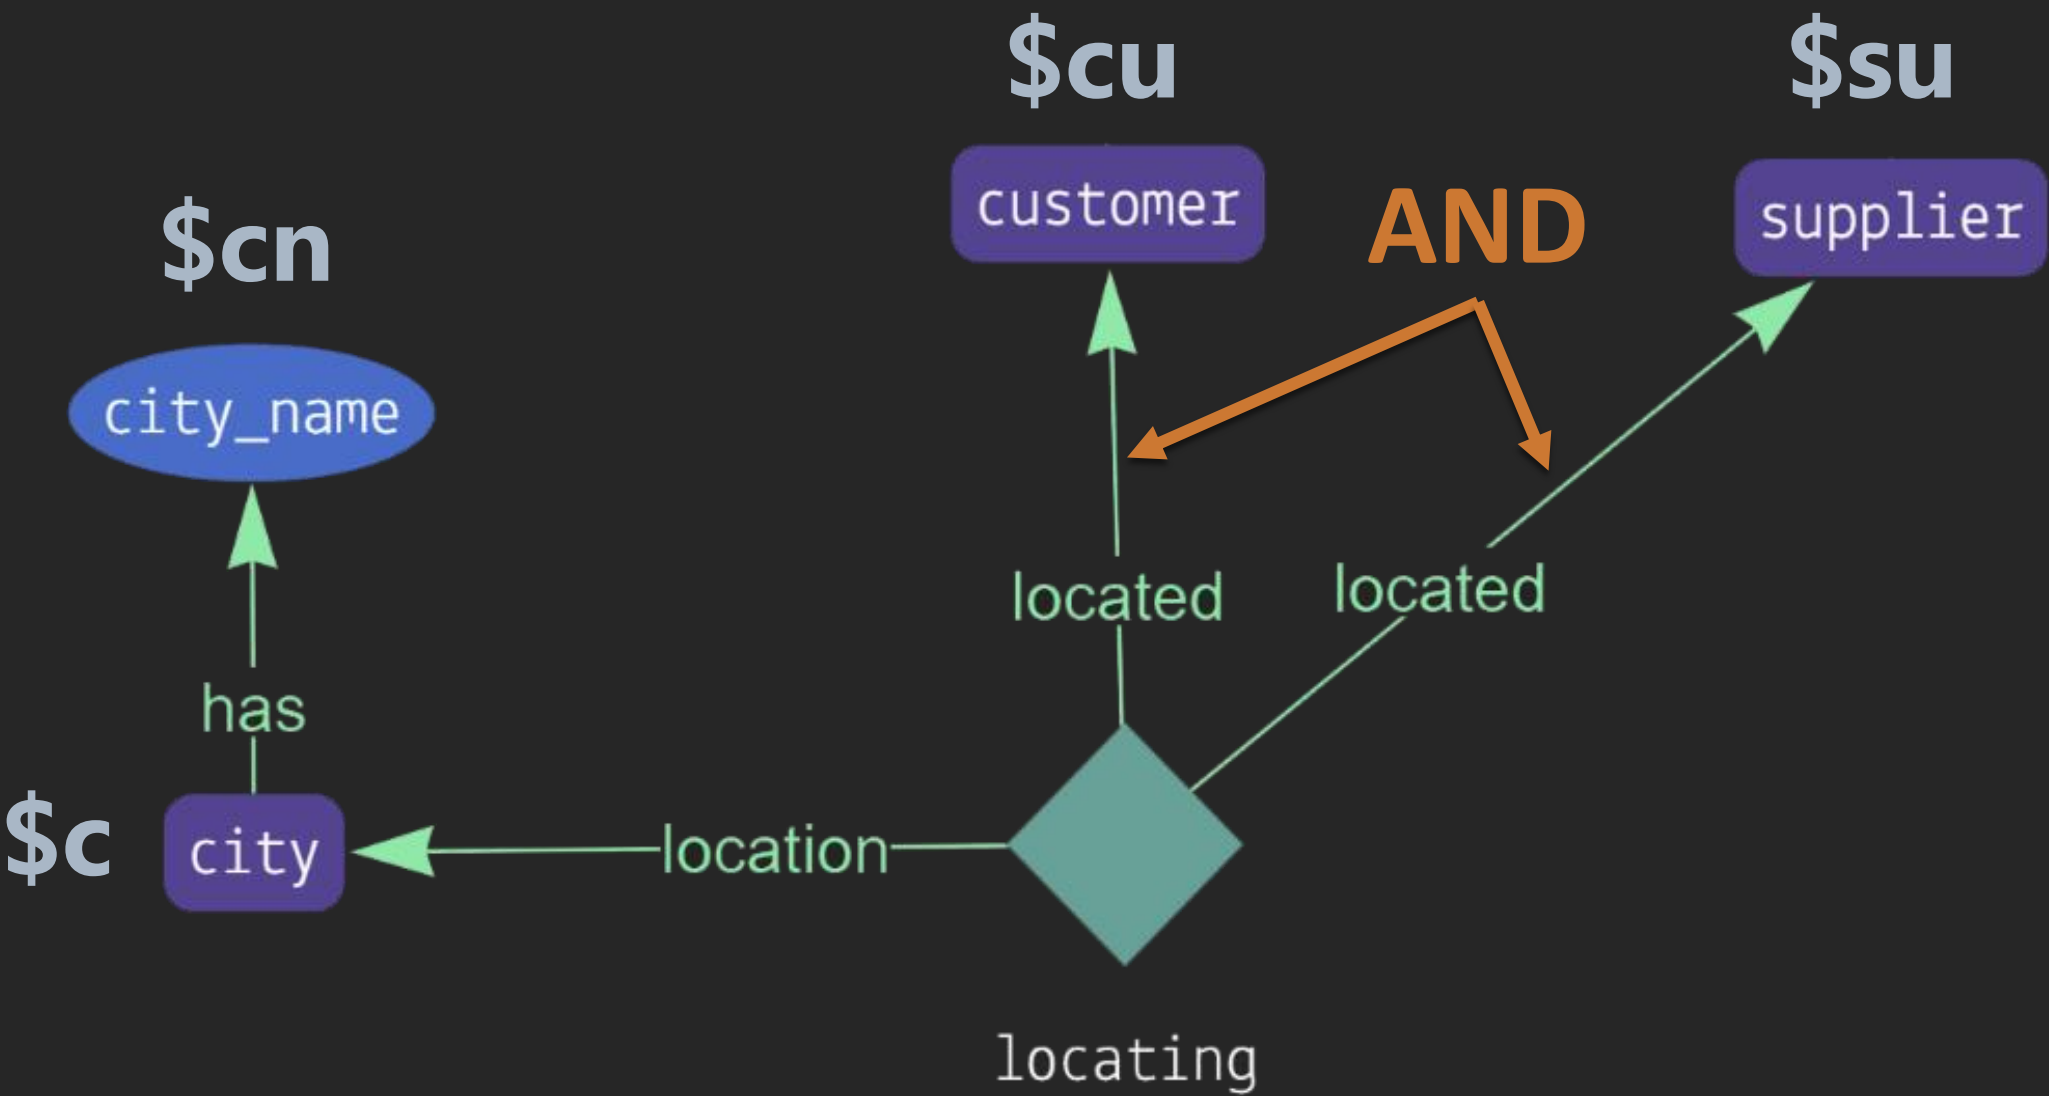 $cu
$su
customer
AND
supplier
$cn
city_name
located
located
has
$c
city
location
locating